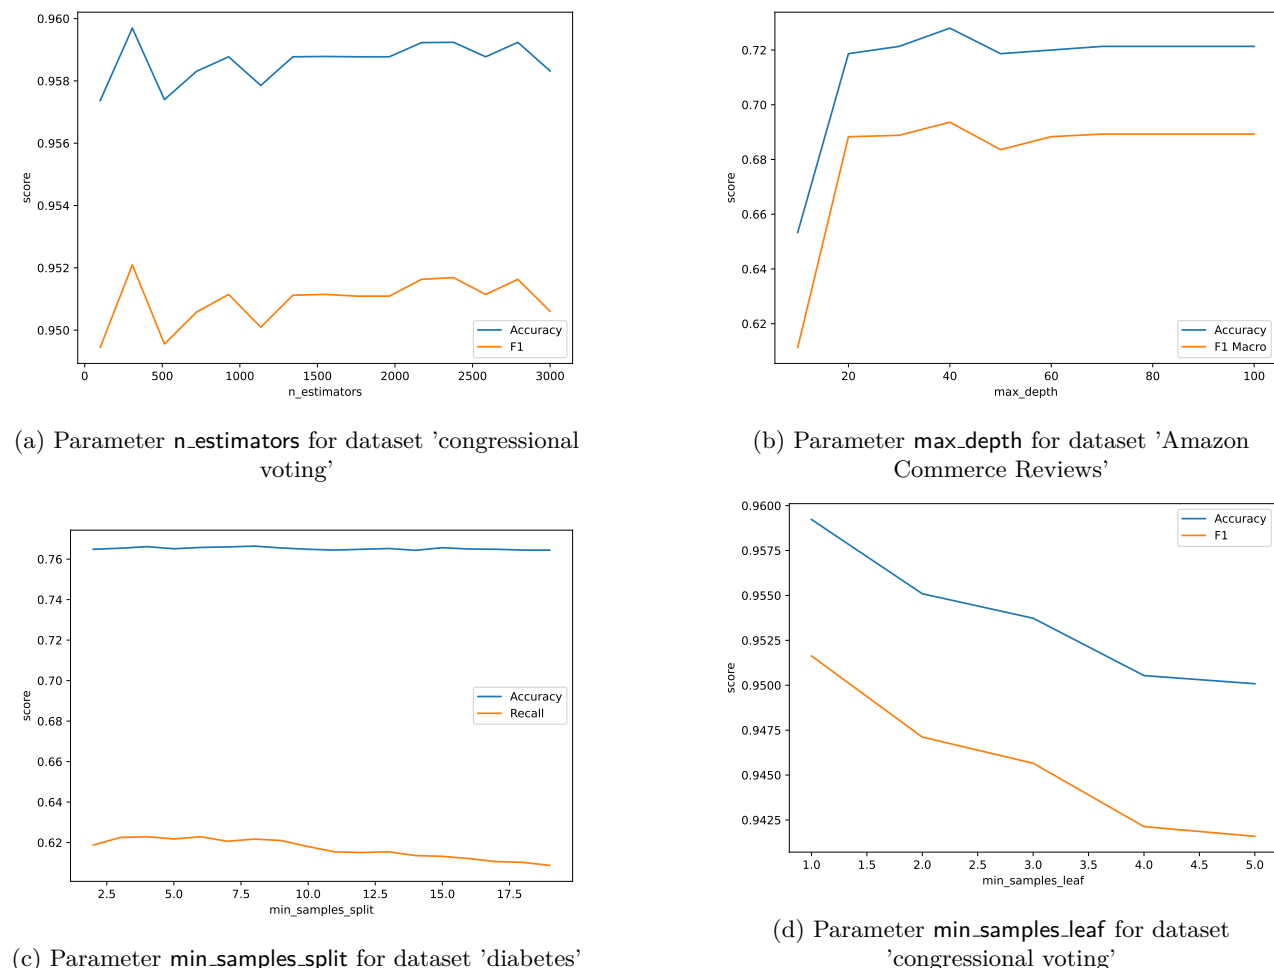 0.960
0.958
0.956
0.954
0.952
0.950
score
0 500 1000 1500 2000 2500 3000
n_estimators
Accuracy
F1
(a) Parameter n_estimators for dataset 'congressional
voting'
0.72
0.70
0.68
0.66
0.64
0.62
score
20 40 60 80 100
max_depth
Accuracy
F1 Macro
(b) Parameter max_depth for dataset 'Amazon
Commerce Reviews'
0.76
0.74
0.72
0.70
0.68
0.66
0.64
0.62
score
2.5 5.0 7.5 10.0 12.5 15.0 17.5
min_samples_split
Accuracy
Recall
(c) Parameter min_samples_split for dataset 'diabetes'
0.9600
0.9575
0.9550
0.9525
0.9500
0.9475
0.9450
0.9425
score
1.0 1.5 2.0 2.5 3.0 3.5 4.0 4.5 5.0
min_samples_leaf
Accuracy
F1
(d) Parameter min_samples_leaf for dataset
'congressional voting'